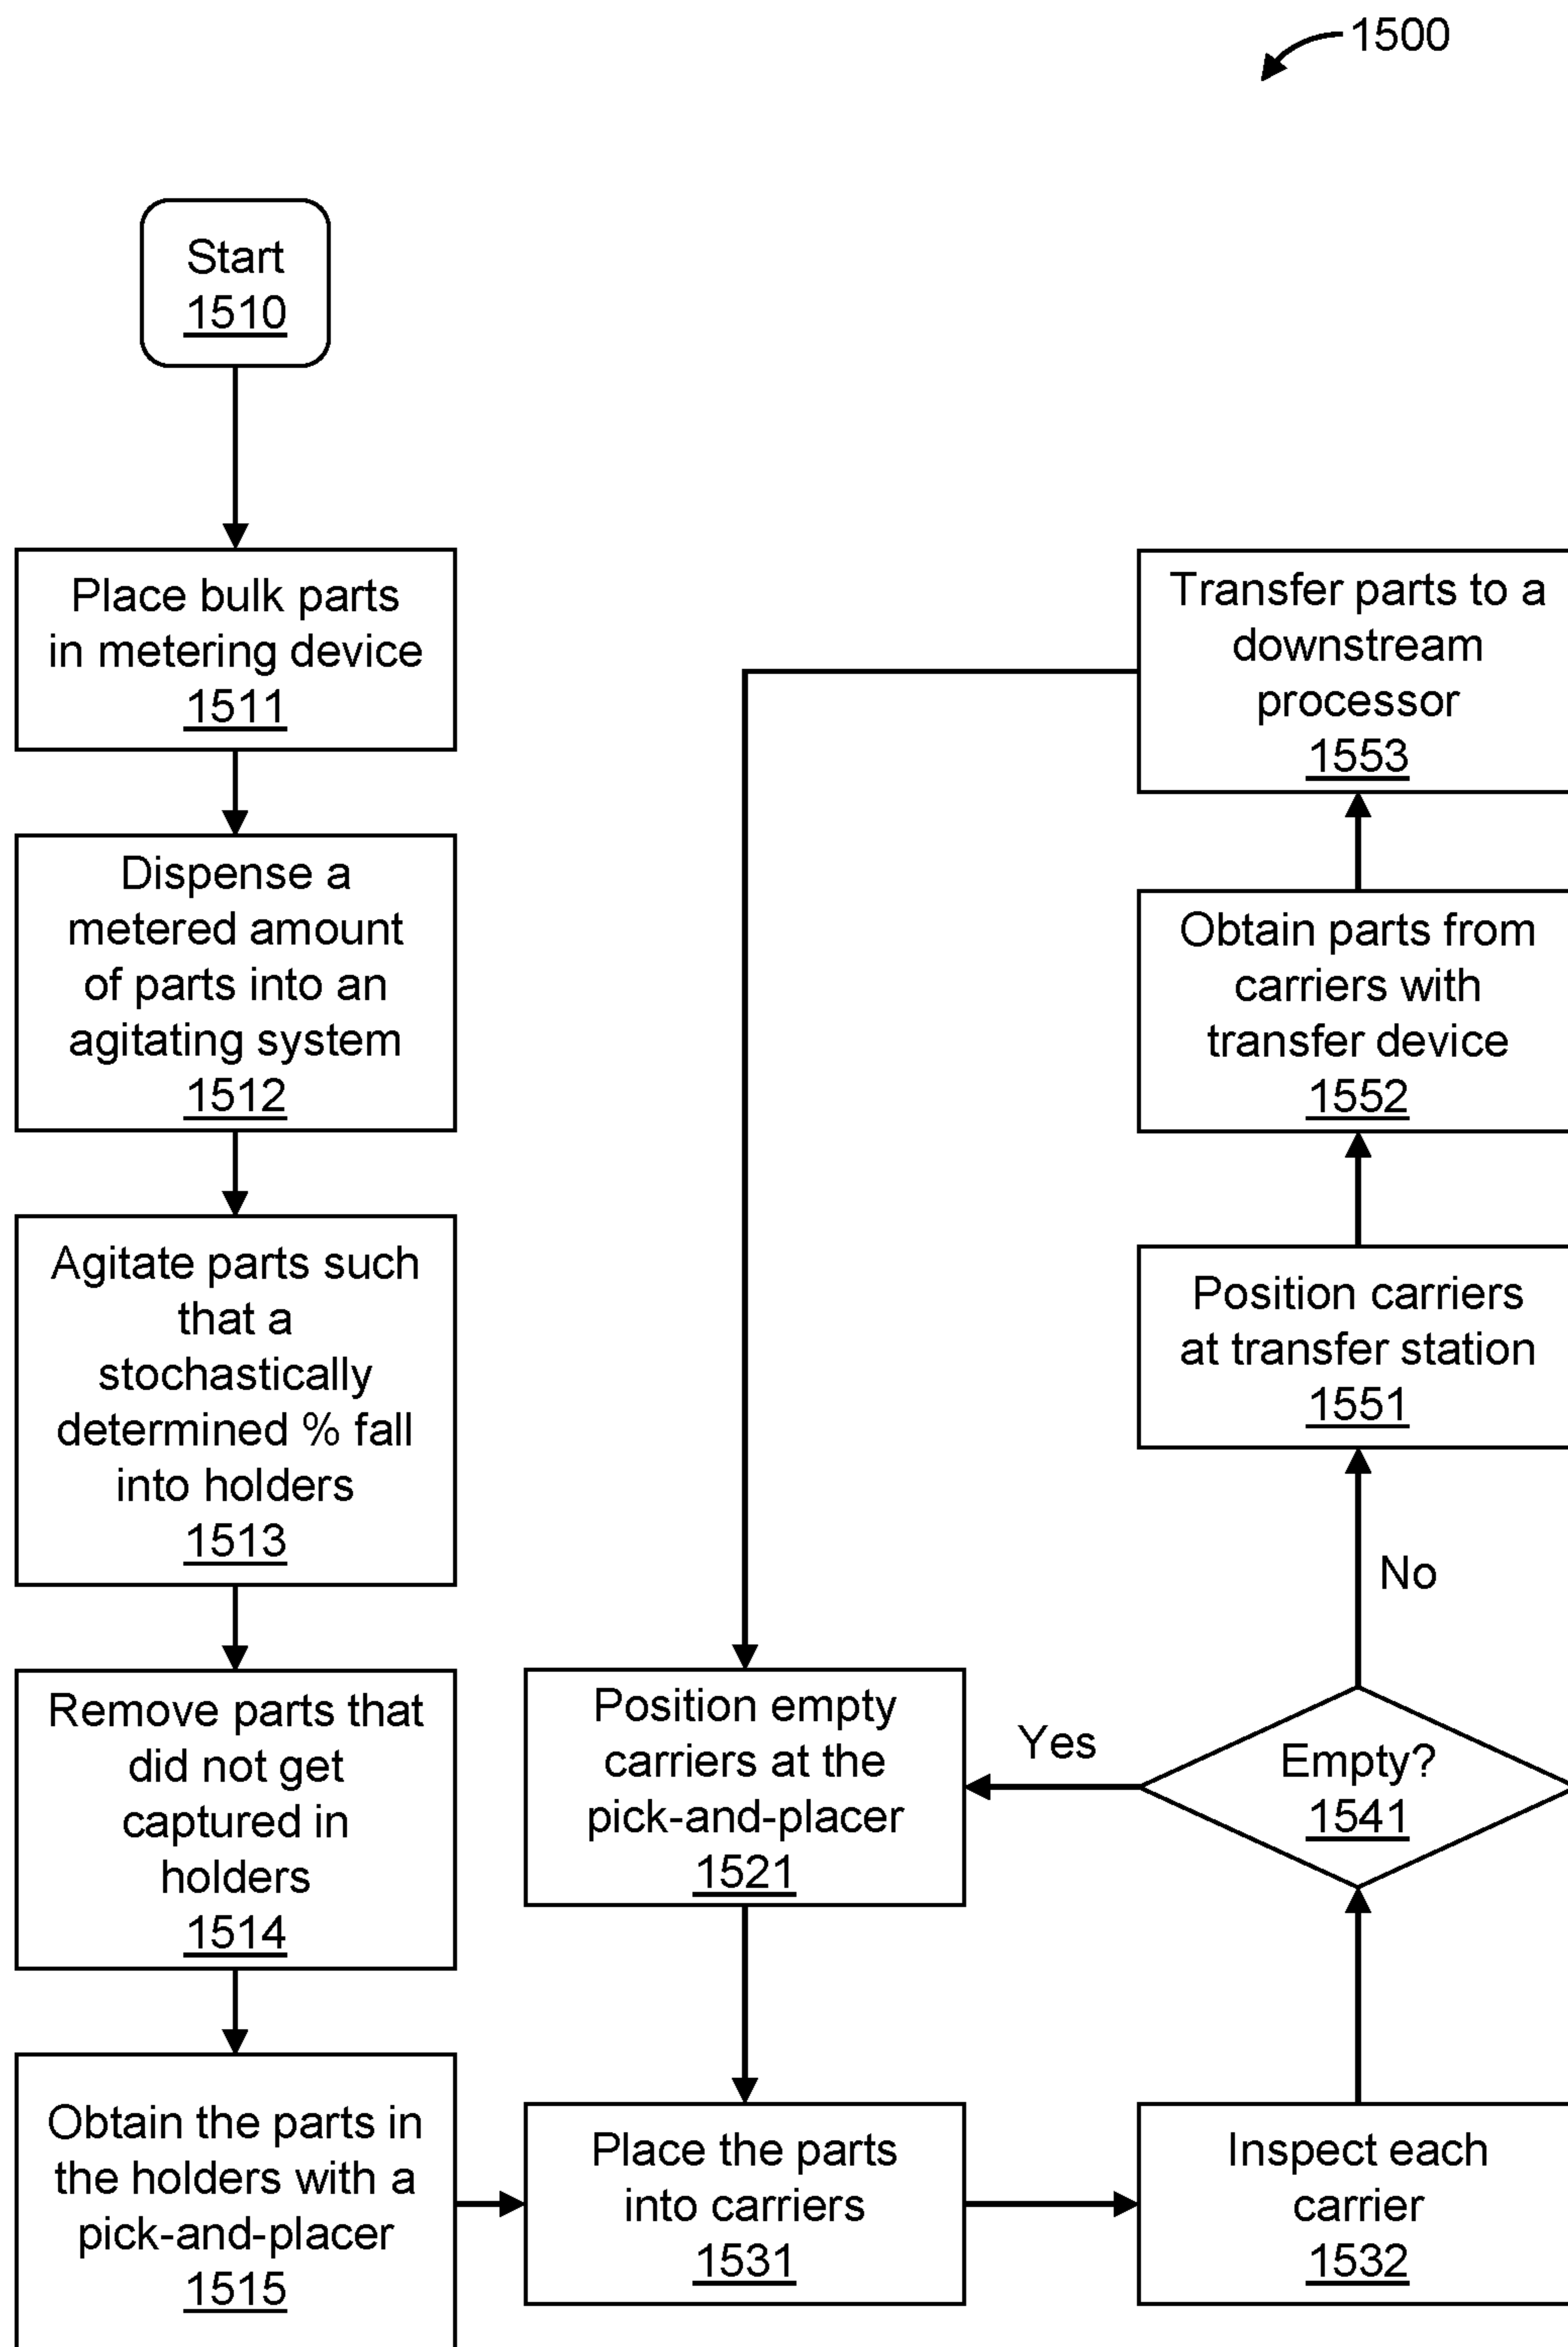 1500
Start
1510
Place bulk parts
in metering device
1511
Dispense a
metered amount
of parts into an
agitating system
1512
Agitate parts such
that a
stochastically
determined % fall
into holders
1513
Remove parts that
did not get
captured in
holders
1514
Obtain the parts in
the holders with a
pick-and-placer
1515
Position empty
carriers at the
pick-and-placer
1521
Place the parts
into carriers
1531
Inspect each
carrier
1532
Empty?
1541
Yes
No
Position carriers
at transfer station
1551
Obtain parts from
carriers with
transfer device
1552
Transfer parts to a
downstream
processor
1553